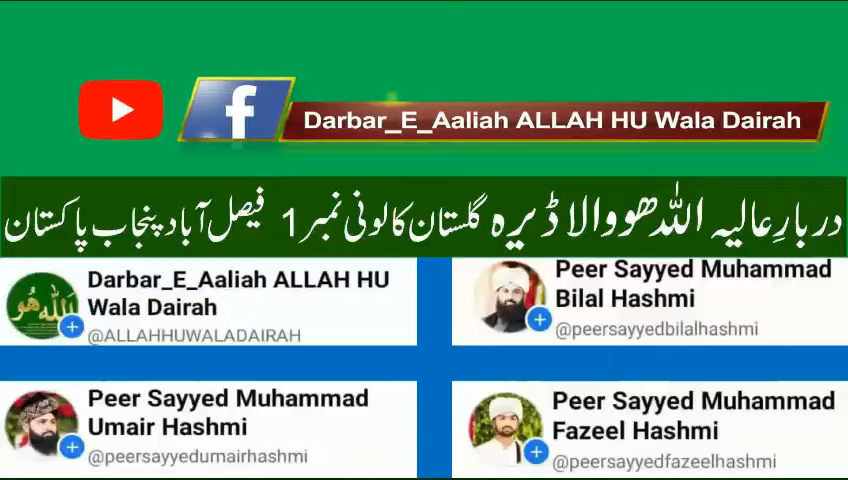 Darbar_E_Aaliah ALLAH HU Wala Dairah
دربارِ عالیہ اللہ ھو والا ڈیرہ گلستان کالونی نمبر 1 فیصل آباد پنجاب پاکستان
Darbar_E_Aaliah ALLAH HU
Wala Dairah
@ALLAHHUWALADAIRAH
اللہ ھُو
Peer Sayyed Muhammad
Bilal Hashmi
@peersayyedbilalhashmi
Peer Sayyed Muhammad
Umair Hashmi
@peersayyedumairhashmi
Peer Sayyed Muhammad
Fazeel Hashmi
@peersayyedfazeelhashmi